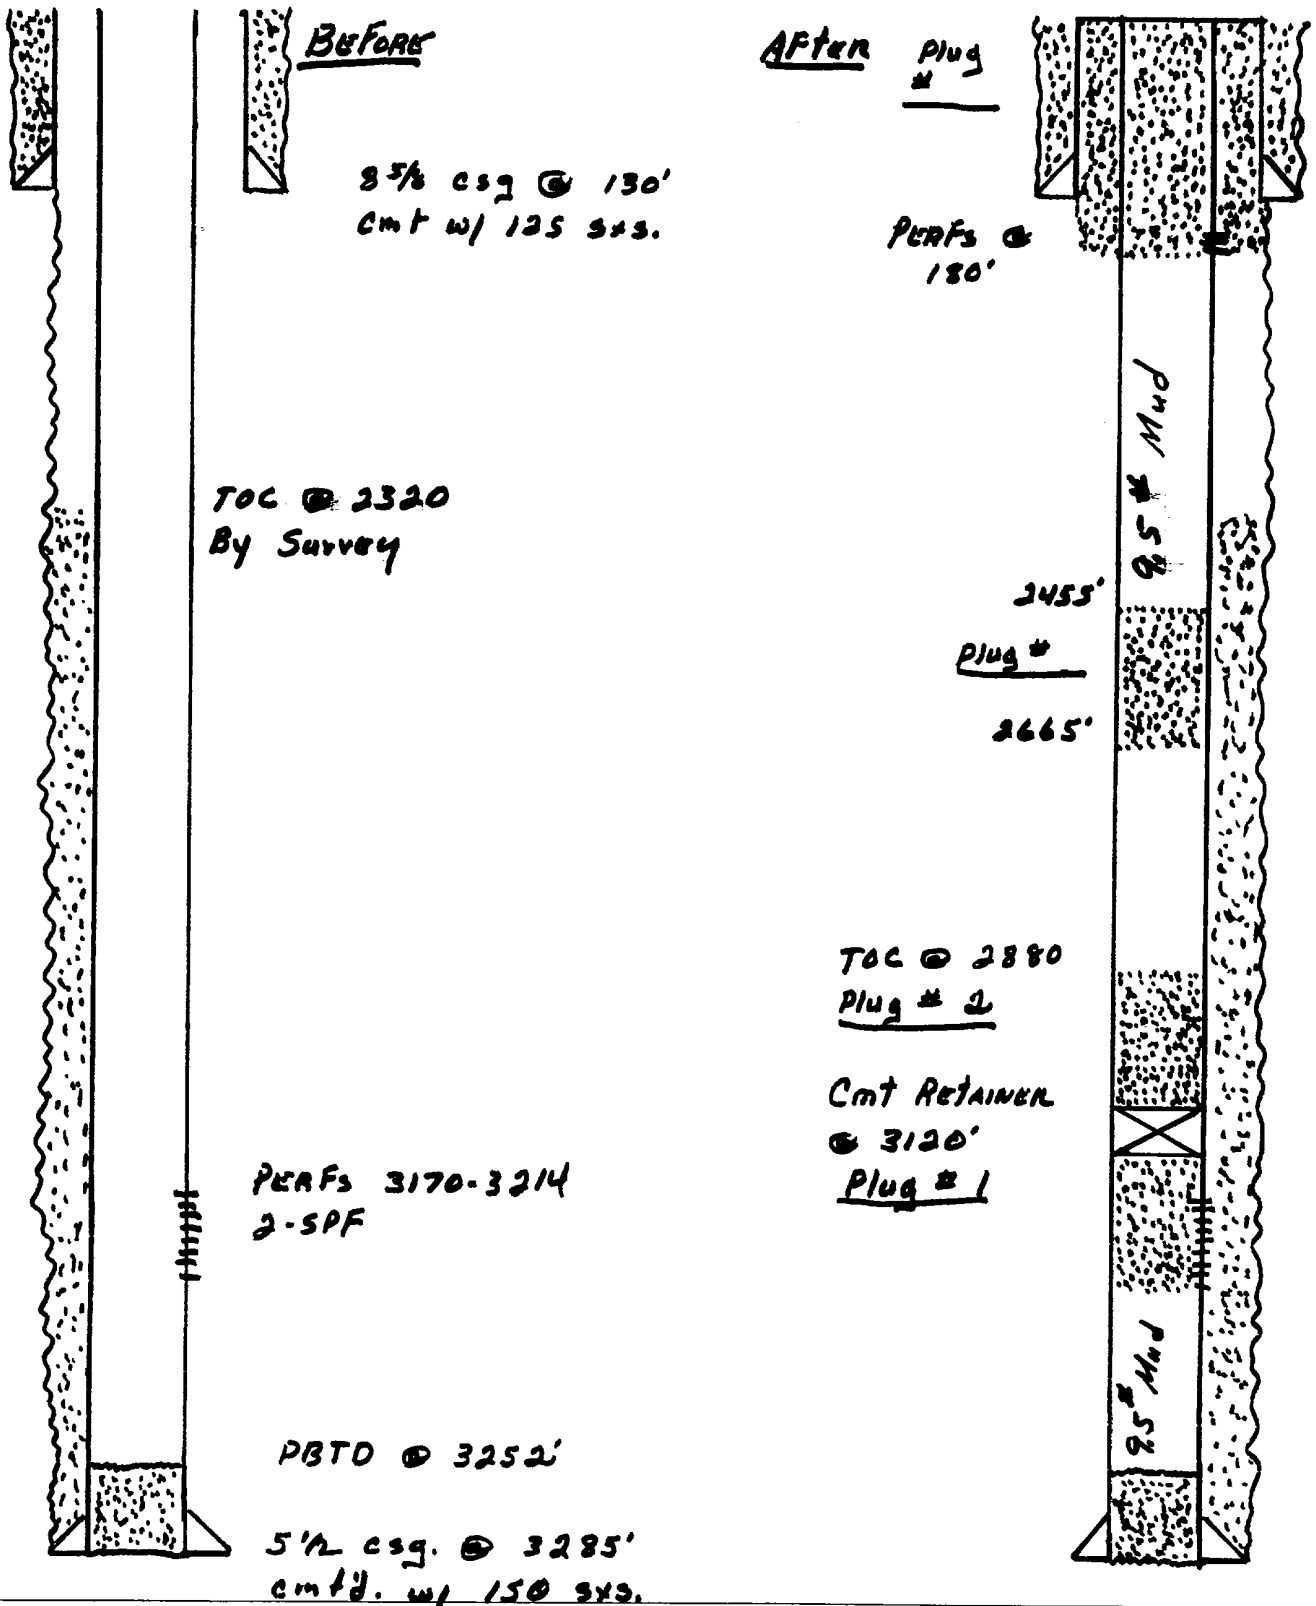 BEFORE
8 5/8 csg @ 130'
cmt w/ 125 sxs.
TOC @ 2320
By Survey
PERFs 3170-3214
2-SPF
PBTD @ 3252'
5 1/2 csg. @ 3285'
cmt'd. w/ 150 sxs.
AFter
Plug
#
PERFs @
180'
9.5 # Mud
2455'
Plug #
2665'
TOC @ 2880
Plug # 2
Cmt RETAINER
@ 3120'
Plug # 1
9.5 # Mud